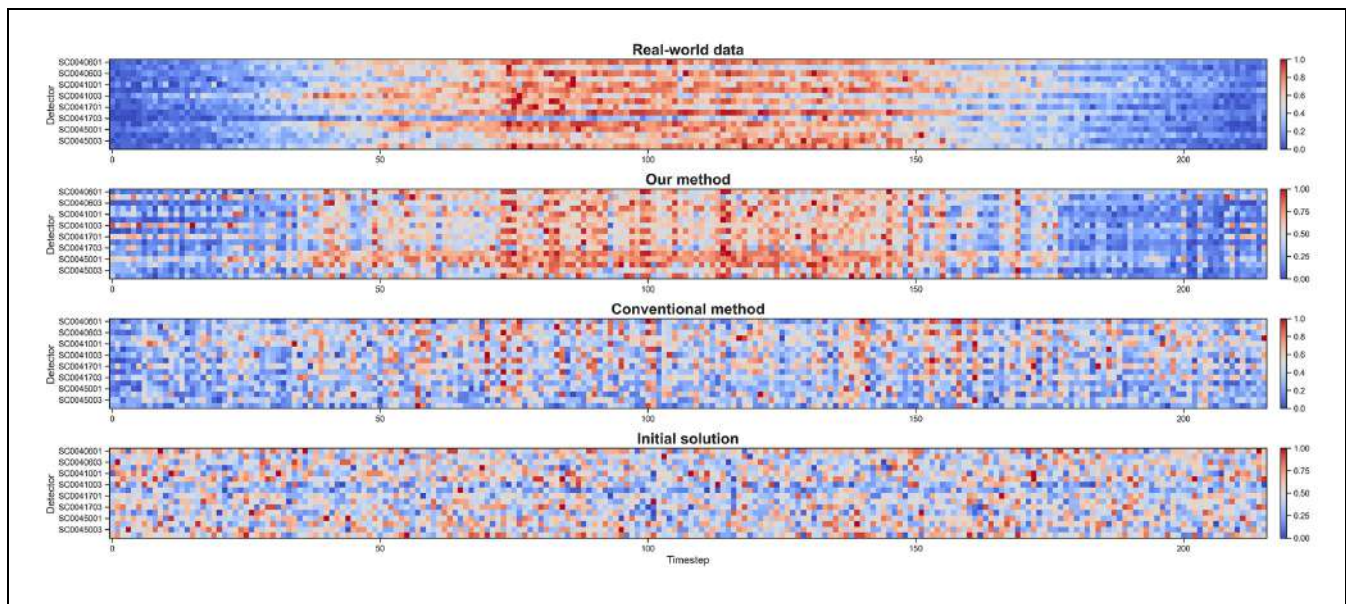 Real-world data
Detector
SC0040601
SC0040603
SC0041001
SC0041003
SC0041701
SC0041703
SC0045001
SC0045003
0 50 100 150 200
1.0
0.8
0.6
0.4
0.2
0.0
Our method
Detector
SC0040601
SC0040603
SC0041001
SC0041003
SC0041701
SC0041703
SC0045001
SC0045003
0 50 100 150 200
1.00
0.75
0.50
0.25
0.00
Conventional method
Detector
SC0040601
SC0040603
SC0041001
SC0041003
SC0041701
SC0041703
SC0045001
SC0045003
0 50 100 150 200
1.0
0.8
0.6
0.4
0.2
0.0
Initial solution
Detector
SC0040601
SC0040603
SC0041001
SC0041003
SC0041701
SC0041703
SC0045001
SC0045003
0 50 100 150 200
1.00
0.75
0.50
0.25
0.00
Timestep